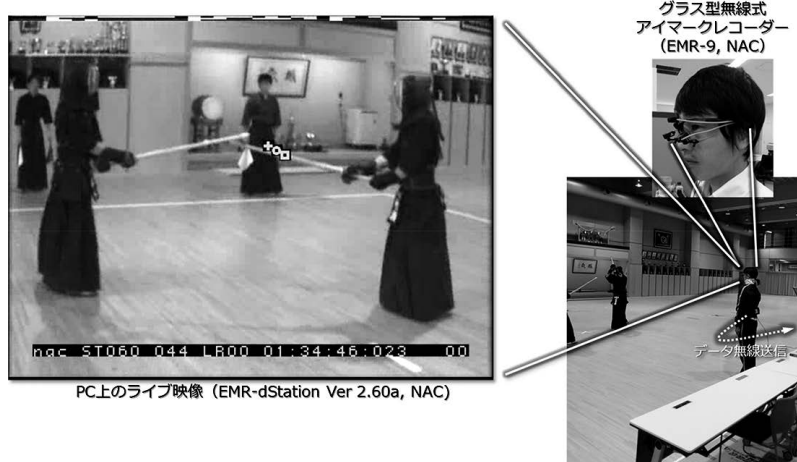 グラス型無線式
アイマークレコーダー
（EMR-9, NAC）
nac ST060 044 LR00 01:34:46:023 00
データ無線送信
PC上のライブ映像（EMR-dStation Ver 2.60a, NAC)